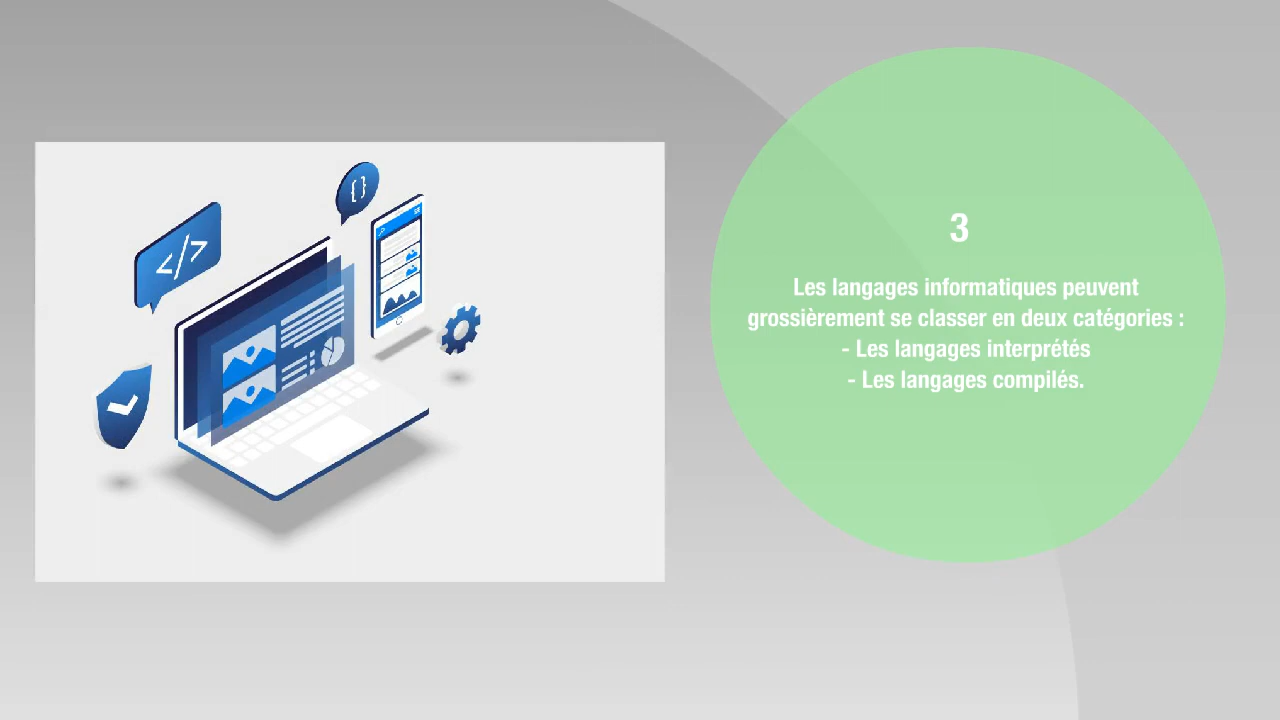 </>
{}
3
Les langages informatiques peuvent
grossièrement se classer en deux catégories :
- Les langages interprétés
- Les langages compilés.